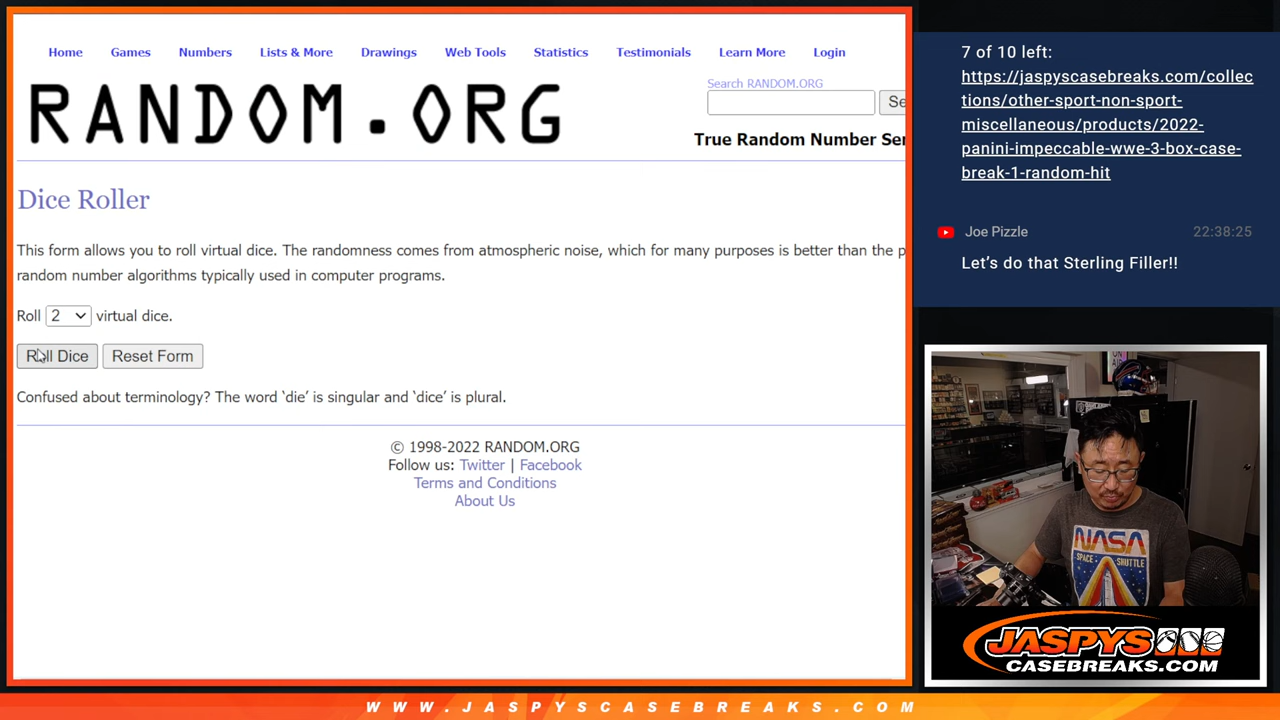 Home Games Numbers Lists & More Drawings Web Tools Statistics Testimonials Learn More Login
RANDOM.ORG
Search RANDOM.ORG
Se
True Random Number Ser
Dice Roller
This form allows you to roll virtual dice. The randomness comes from atmospheric noise, which for many purposes is better than the p
random number algorithms typically used in computer programs.
Roll 2 virtual dice.
Roll Dice Reset Form
Confused about terminology? The word ‘die’ is singular and ‘dice’ is plural.
© 1998-2022 RANDOM.ORG
Follow us: Twitter | Facebook
Terms and Conditions
About Us
7 of 10 left:
https://jaspyscasebreaks.com/collec
tions/other-sport-non-sport-
miscellaneous/products/2022-
panini-impeccable-wwe-3-box-case-
break-1-random-hit
Joe Pizzle 22:38:25
Let’s do that Sterling Filler!!
ON
AIR
NASA
SPACE SHUTTLE
JASPYS
CASEBREAKS.COM
WWW.JASPYSCASEBREAKS.COM